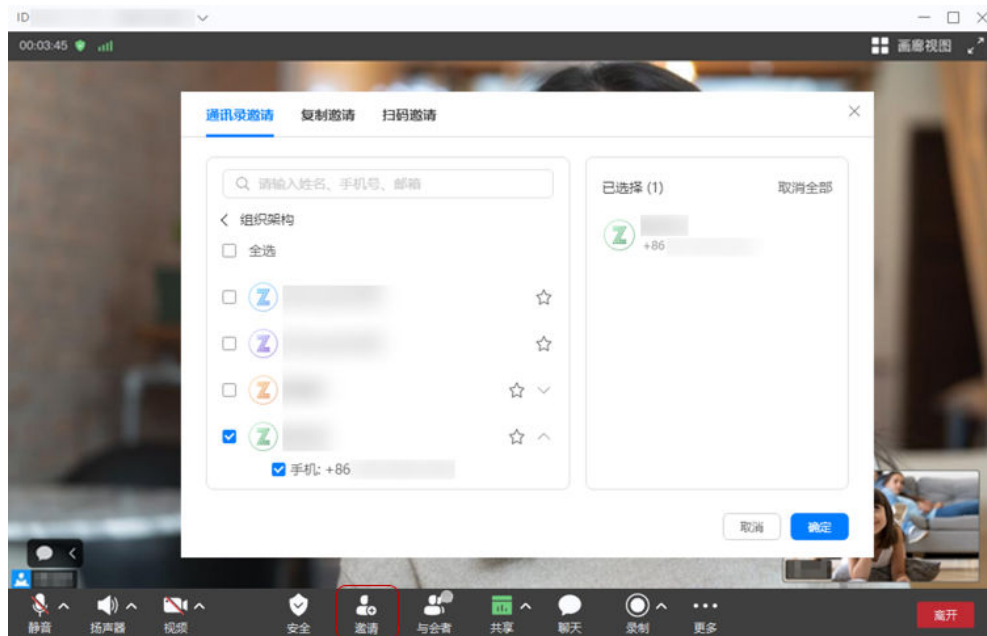 ID
00:03:45
画廊视图
通讯录邀请 复制邀请 扫码邀请
请输入姓名、手机号、邮箱
组织架构
全选
手机: +86
已选择 (1) 取消全部
+86
取消 确定
静音 扬声器 视频 安全 邀请 与会者 共享 聊天 录制 更多 离开